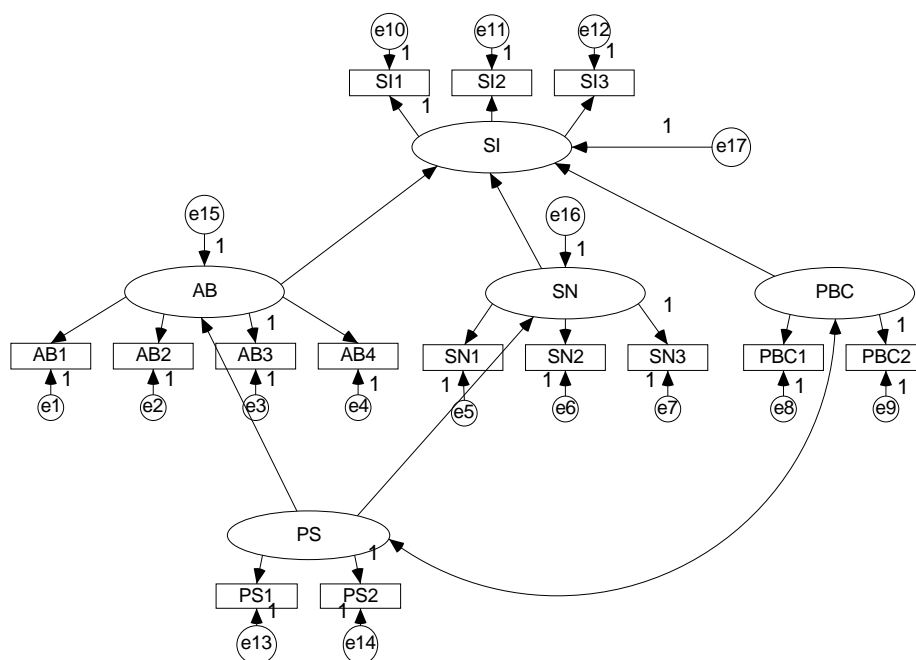 e10 e11 e12
1 1 1
SI1 SI2 SI3
1
SI 1 e17
e15 e16
1 1
AB SN PBC
1 1 1
AB1 AB2 AB3 AB4 SN1 SN2 SN3 PBC1 PBC2
1 1 1 1 1 1 1 1 1
e1 e2 e3 e4 e5 e6 e7 e8 e9
PS
1
PS1 PS2
1 1
e13 e14